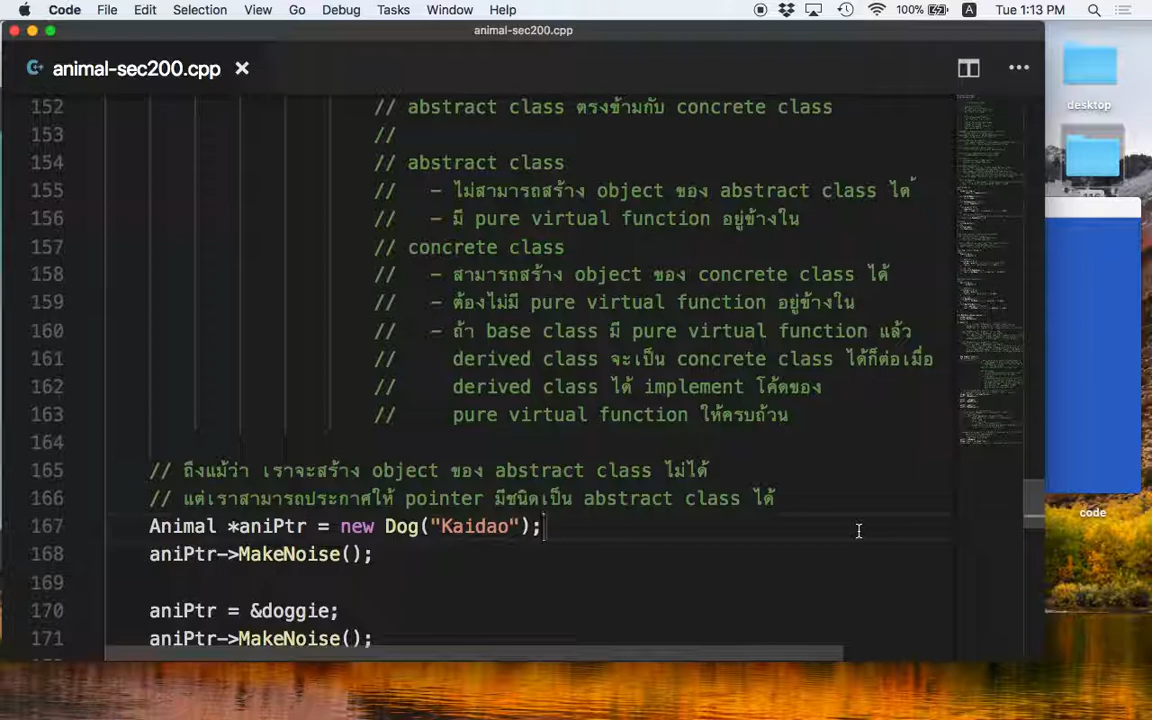 Code File Edit Selection View Go Debug Tasks Window Help 100% A Tue 1:13 PM
animal-sec200.cpp
animal-sec200.cpp
152 // abstract class ตรงข้ามกับ concrete class
153 //
154 // abstract class
155 // - ไม่สามารถสร้าง object ของ abstract class ได้
156 // - มี pure virtual function อยู่ข้างใน
157 // concrete class
158 // - สามารถสร้าง object ของ concrete class ได้
159 // - ต้องไม่มี pure virtual function อยู่ข้างใน
160 // - ถ้า base class มี pure virtual function แล้ว
161 // derived class จะเป็น concrete class ได้ก็ต่อเมื่อ
162 // derived class ได้ implement โค้ดของ
163 // pure virtual function ให้ครบถ้วน
164
165 // ถึงแม้ว่า เราจะสร้าง object ของ abstract class ไม่ได้
166 // แต่เราสามารถประกาศให้ pointer มีชนิดเป็น abstract class ได้
167 Animal *aniPtr = new Dog("Kaidao");
168 aniPtr->MakeNoise();
169
170 aniPtr = &doggie;
171 aniPtr->MakeNoise();
desktop
code